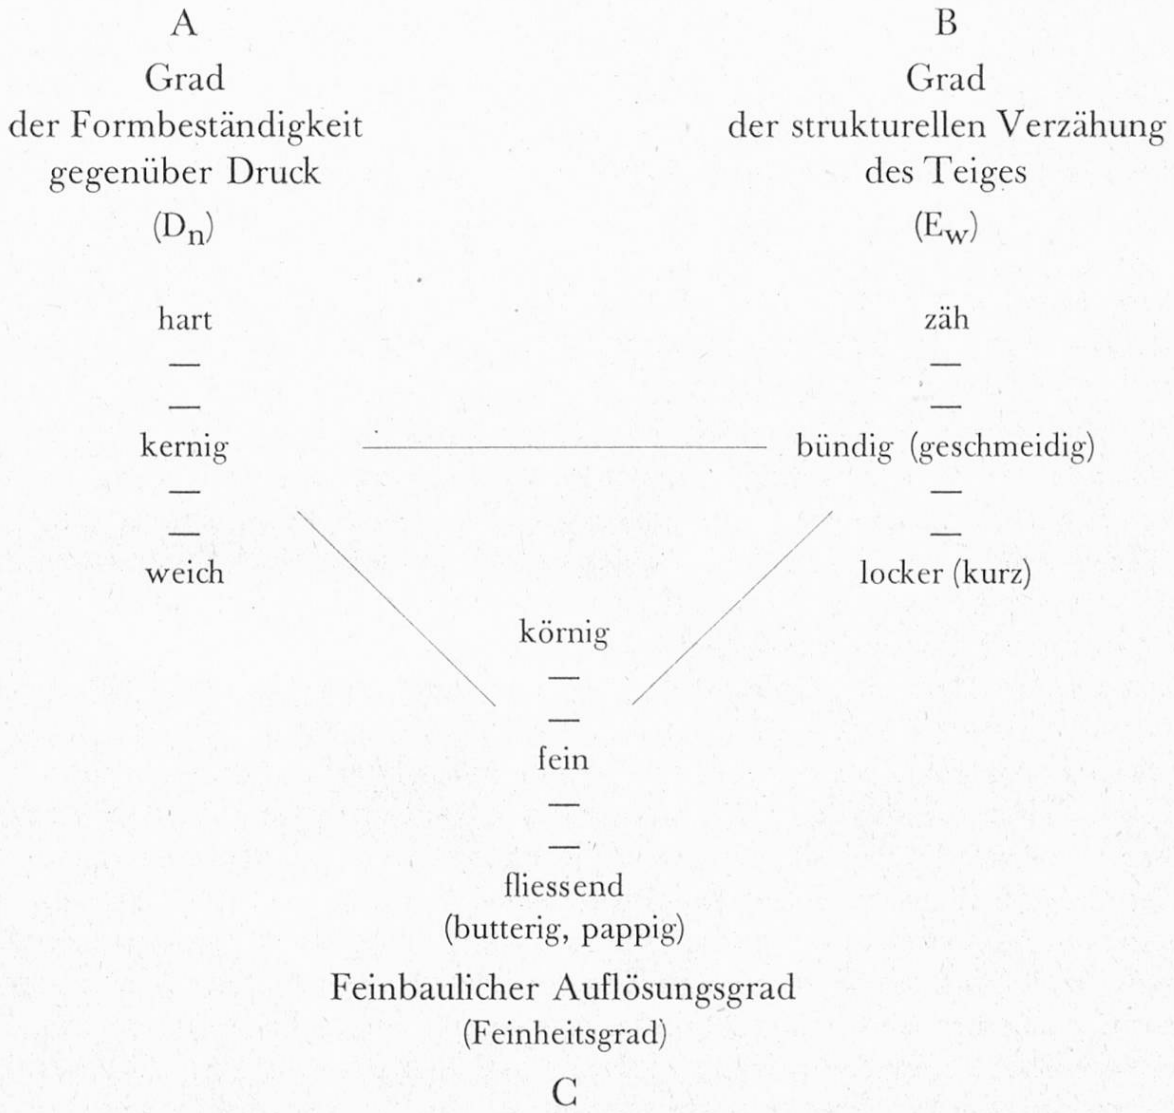 A
Grad
der Formbeständigkeit
gegenüber Druck
(Dn)
hart
—
—
kernig
—
—
weich
B
Grad
der strukturellen Verzähung
des Teiges
(Ew)
zäh
—
—
bündig (geschmeidig)
—
—
locker (kurz)
körnig
—
—
fein
—
—
fliessend
(butterig, pappig)
Feinbaulicher Auflösungsgrad
(Feinheitsgrad)
C